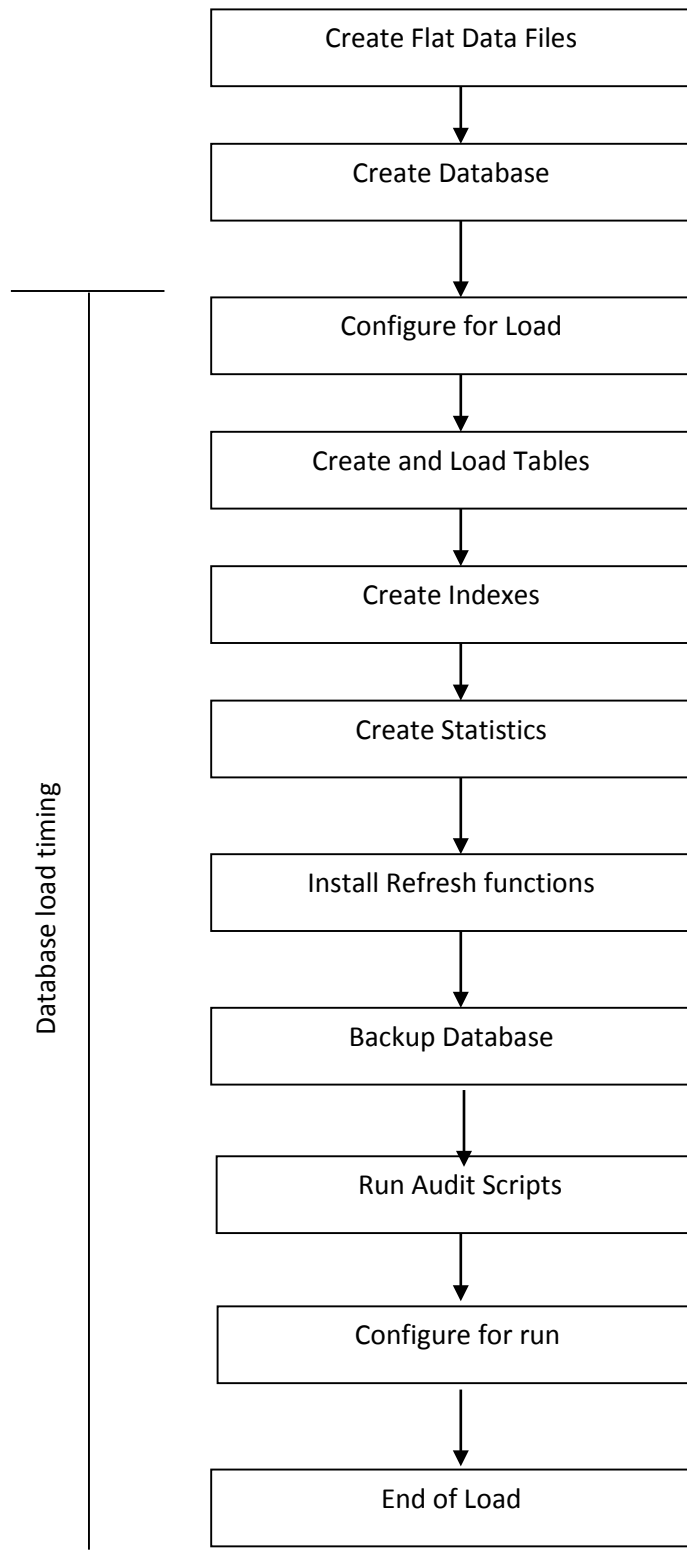 Create Flat Data Files
Create Database
Configure for Load
Create and Load Tables
Create Indexes
Create Statistics
Install Refresh functions
Backup Database
Run Audit Scripts
Configure for run
End of Load
Database load timing